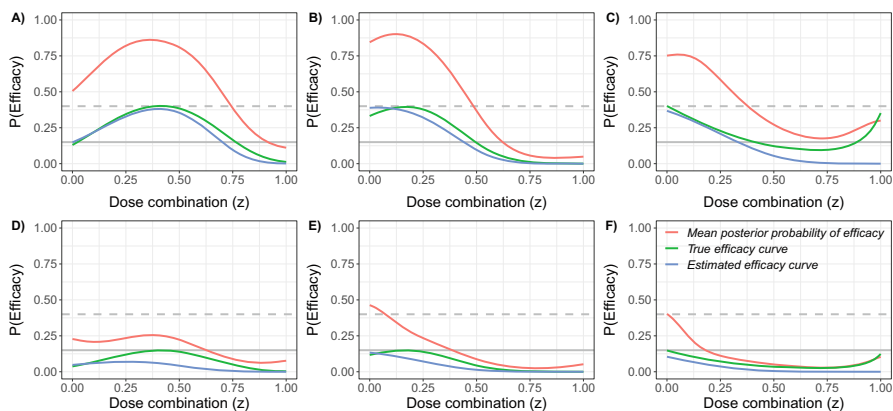 A)
P(Efficacy)
1.00
0.75
0.50
0.25
0.00
0.00 0.25 0.50 0.75 1.00
Dose combination (z)
B)
P(Efficacy)
1.00
0.75
0.50
0.25
0.00
0.00 0.25 0.50 0.75 1.00
Dose combination (z)
C)
P(Efficacy)
1.00
0.75
0.50
0.25
0.00
0.00 0.25 0.50 0.75 1.00
Dose combination (z)
D)
P(Efficacy)
1.00
0.75
0.50
0.25
0.00
0.00 0.25 0.50 0.75 1.00
Dose combination (z)
E)
P(Efficacy)
1.00
0.75
0.50
0.25
0.00
0.00 0.25 0.50 0.75 1.00
Dose combination (z)
F)
P(Efficacy)
1.00
0.75
0.50
0.25
0.00
Mean posterior probability of efficacy
True efficacy curve
Estimated efficacy curve
0.00 0.25 0.50 0.75 1.00
Dose combination (z)